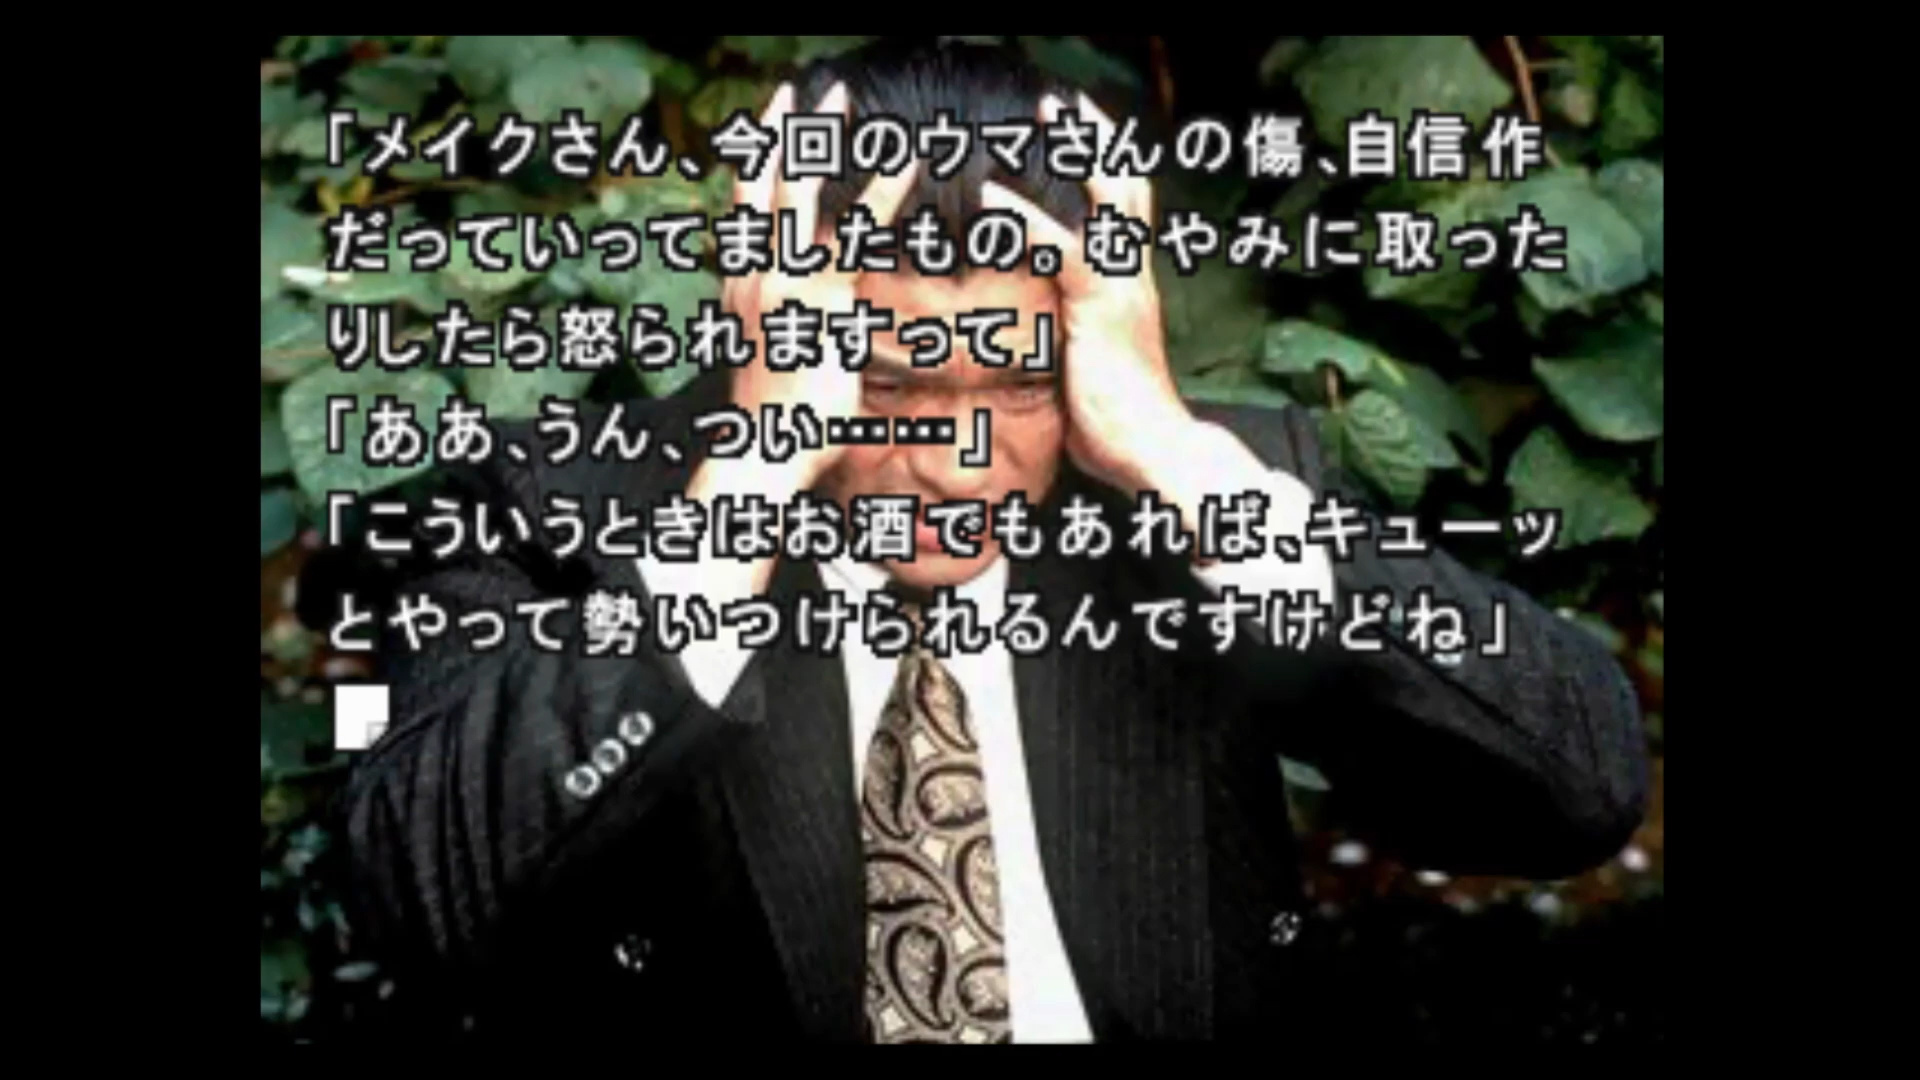 「メイクさん、今回のウマさんの傷、自信作
だっていってましたもの。むやみに取った
りしたら怒られますって」
「ああ、うん、つい……」
「こういうときはお酒でもあれば、キューッ
とやって勢いつけられるんですけどね」